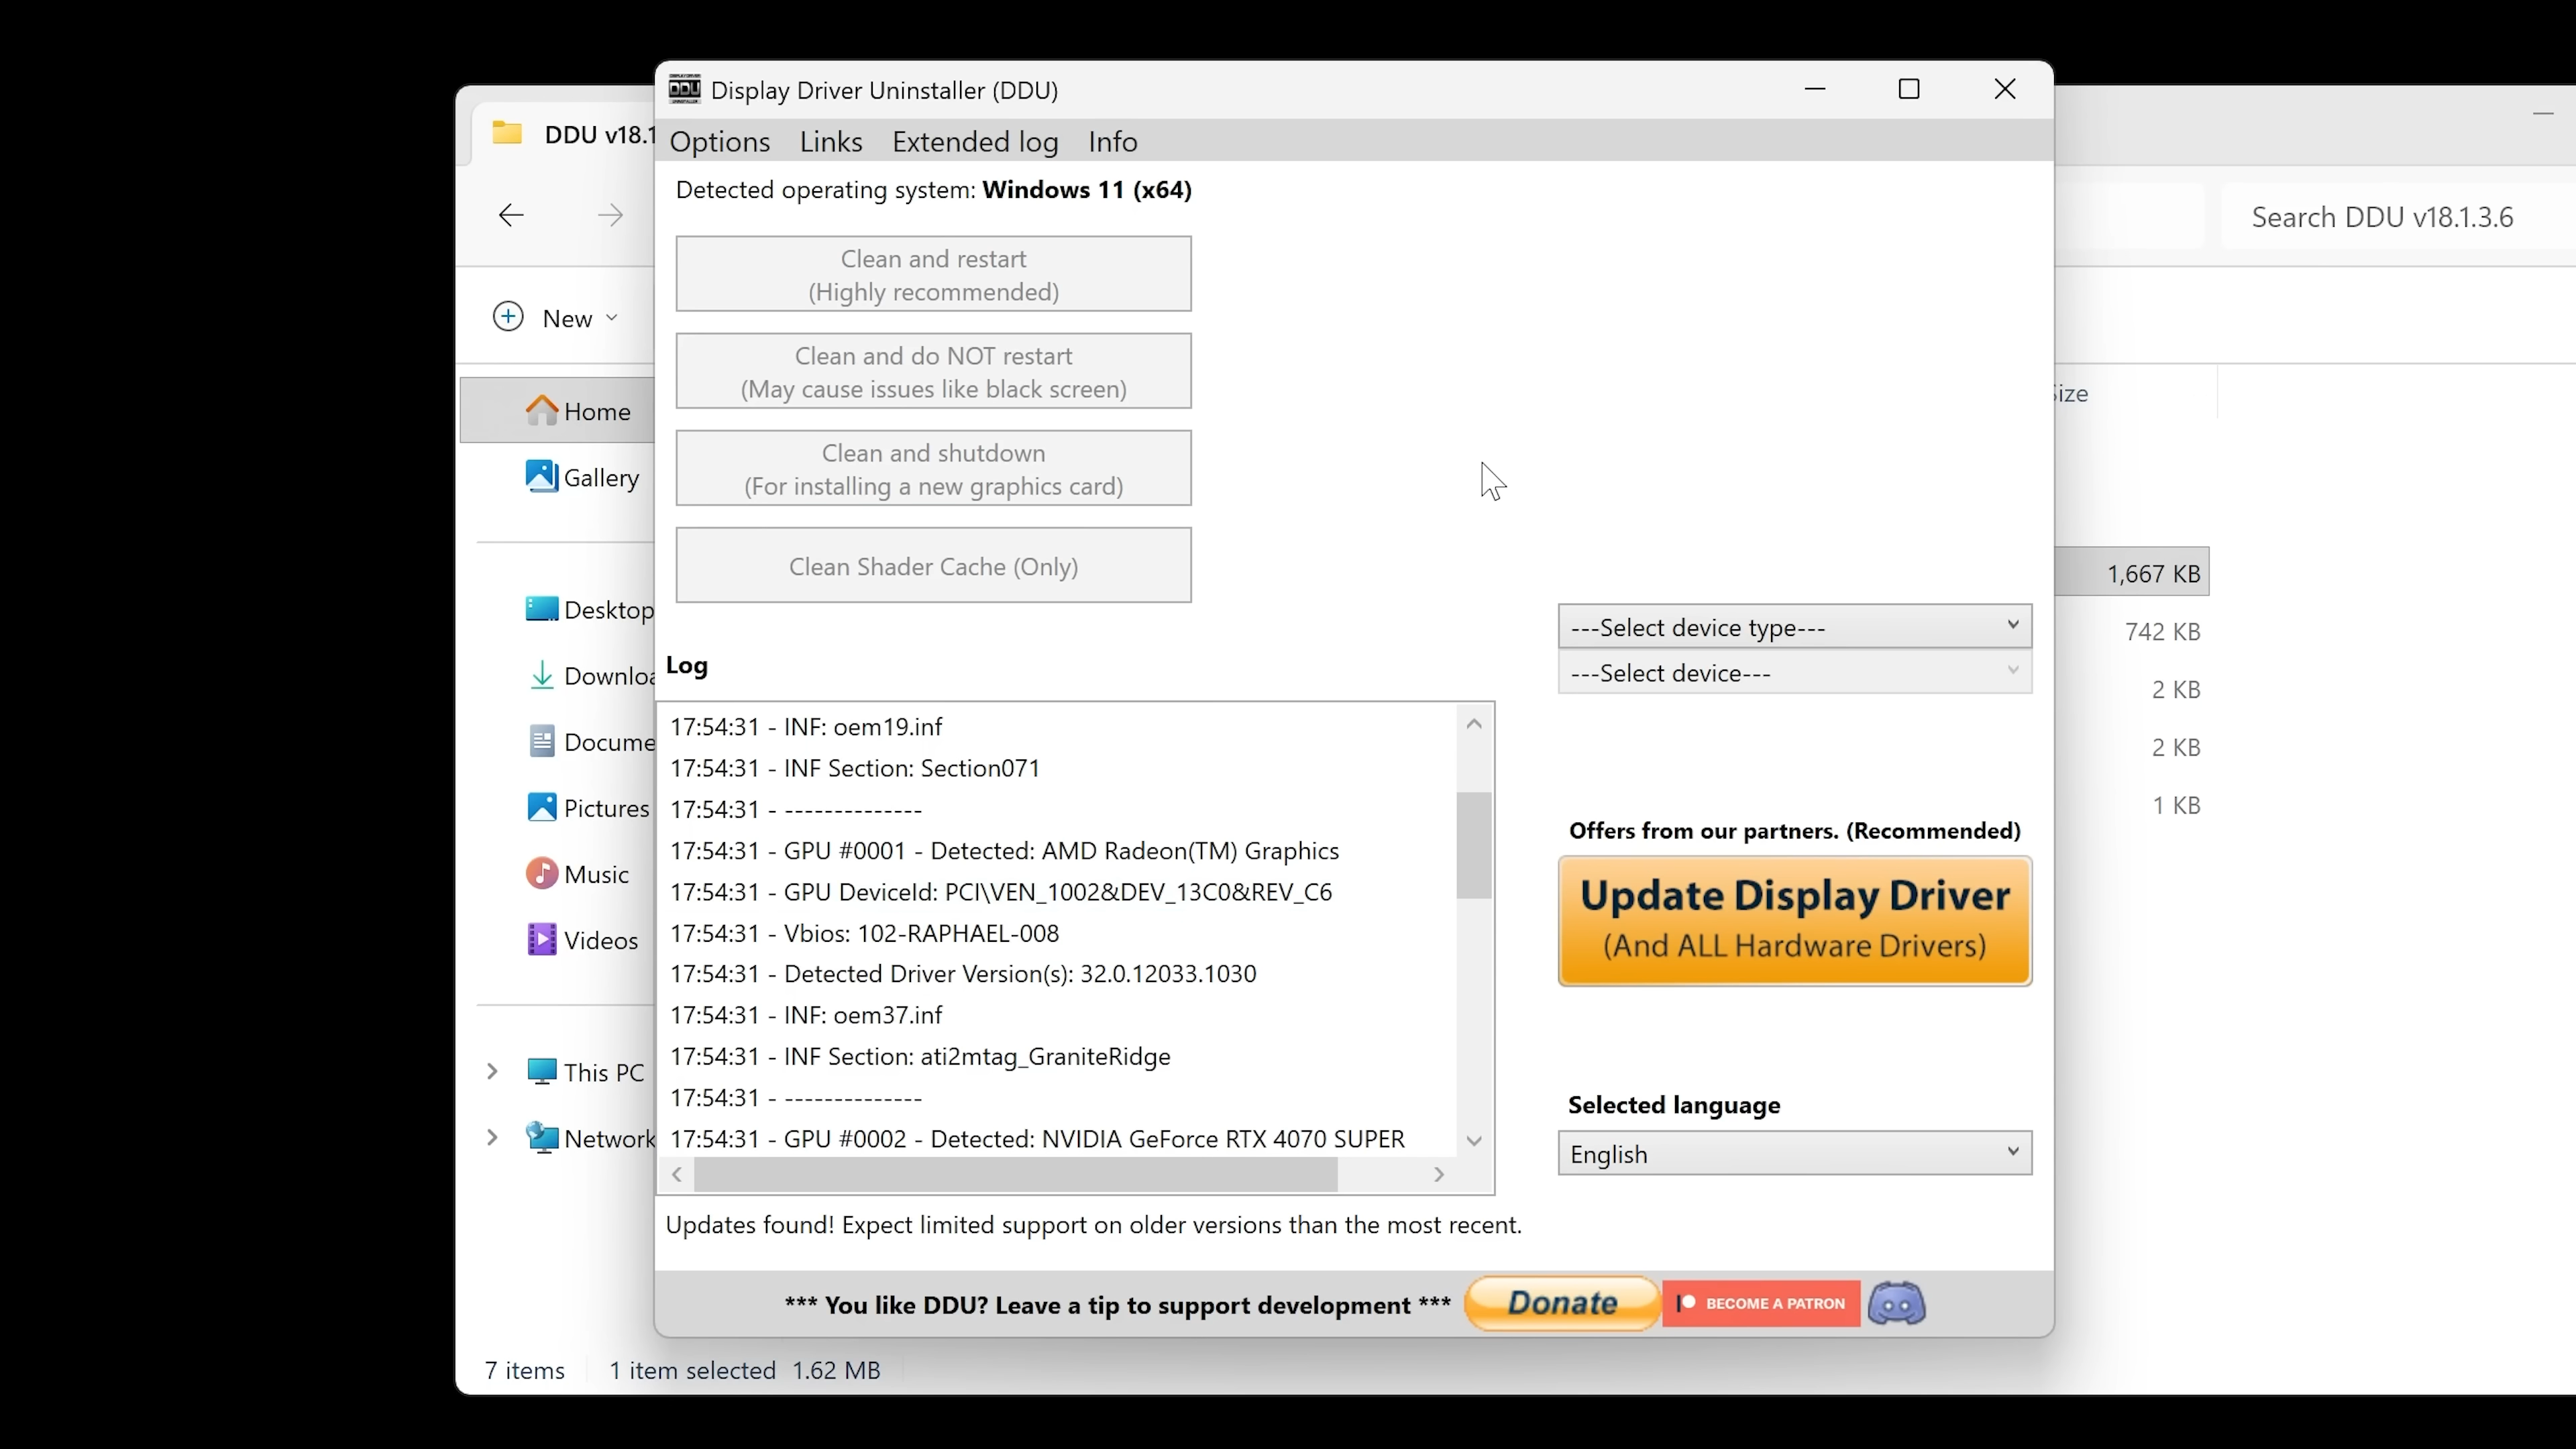 DDU v18.1
Display Driver Uninstaller (DDU)
Options Links Extended log Info
Detected operating system: Windows 11 (x64)
Search DDU v18.1.3.6
New
Clean and restart
(Highly recommended)
Clean and do NOT restart
(May cause issues like black screen)
Clean and shutdown
(For installing a new graphics card)
Clean Shader Cache (Only)
Home
Gallery
Desktop
Downloa
Docume
Pictures
Music
Videos
This PC
Network
Size
1,667 KB
742 KB
2 KB
2 KB
1 KB
---Select device type---
---Select device---
Log
17:54:31 - INF: oem19.inf
17:54:31 - INF Section: Section071
17:54:31 - --------------
17:54:31 - GPU #0001 - Detected: AMD Radeon(TM) Graphics
17:54:31 - GPU DeviceId: PCI\VEN_1002&DEV_13C0&REV_C6
17:54:31 - Vbios: 102-RAPHAEL-008
17:54:31 - Detected Driver Version(s): 32.0.12033.1030
17:54:31 - INF: oem37.inf
17:54:31 - INF Section: ati2mtag_GraniteRidge
17:54:31 - --------------
17:54:31 - GPU #0002 - Detected: NVIDIA GeForce RTX 4070 SUPER
Offers from our partners. (Recommended)
Update Display Driver
(And ALL Hardware Drivers)
Selected language
English
Updates found! Expect limited support on older versions than the most recent.
*** You like DDU? Leave a tip to support development ***
Donate
BECOME A PATRON
7 items 1 item selected 1.62 MB